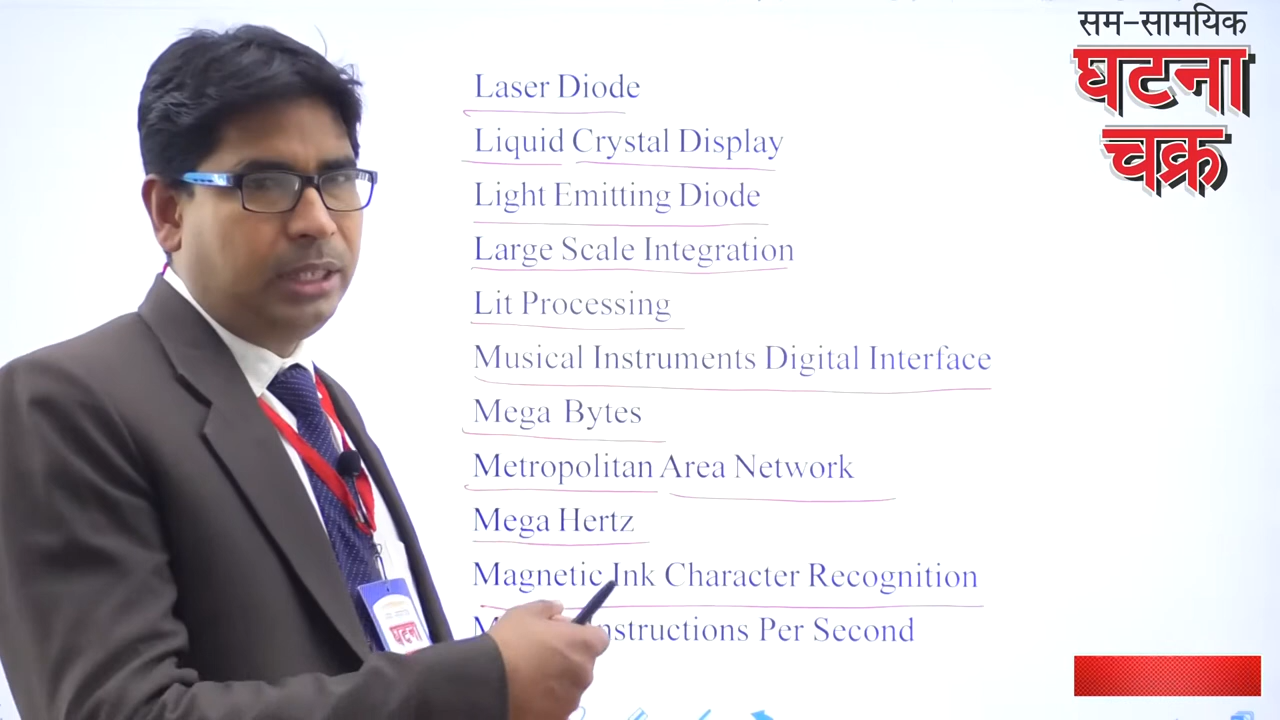 सम-सामयिक
घटना
चक्र
Laser Diode
Liquid Crystal Display
Light Emitting Diode
Large Scale Integration
Lit Processing
Musical Instruments Digital Interface
Mega Bytes
Metropolitan Area Network
Mega Hertz
Magnetic Ink Character Recognition
Instructions Per Second
घटना